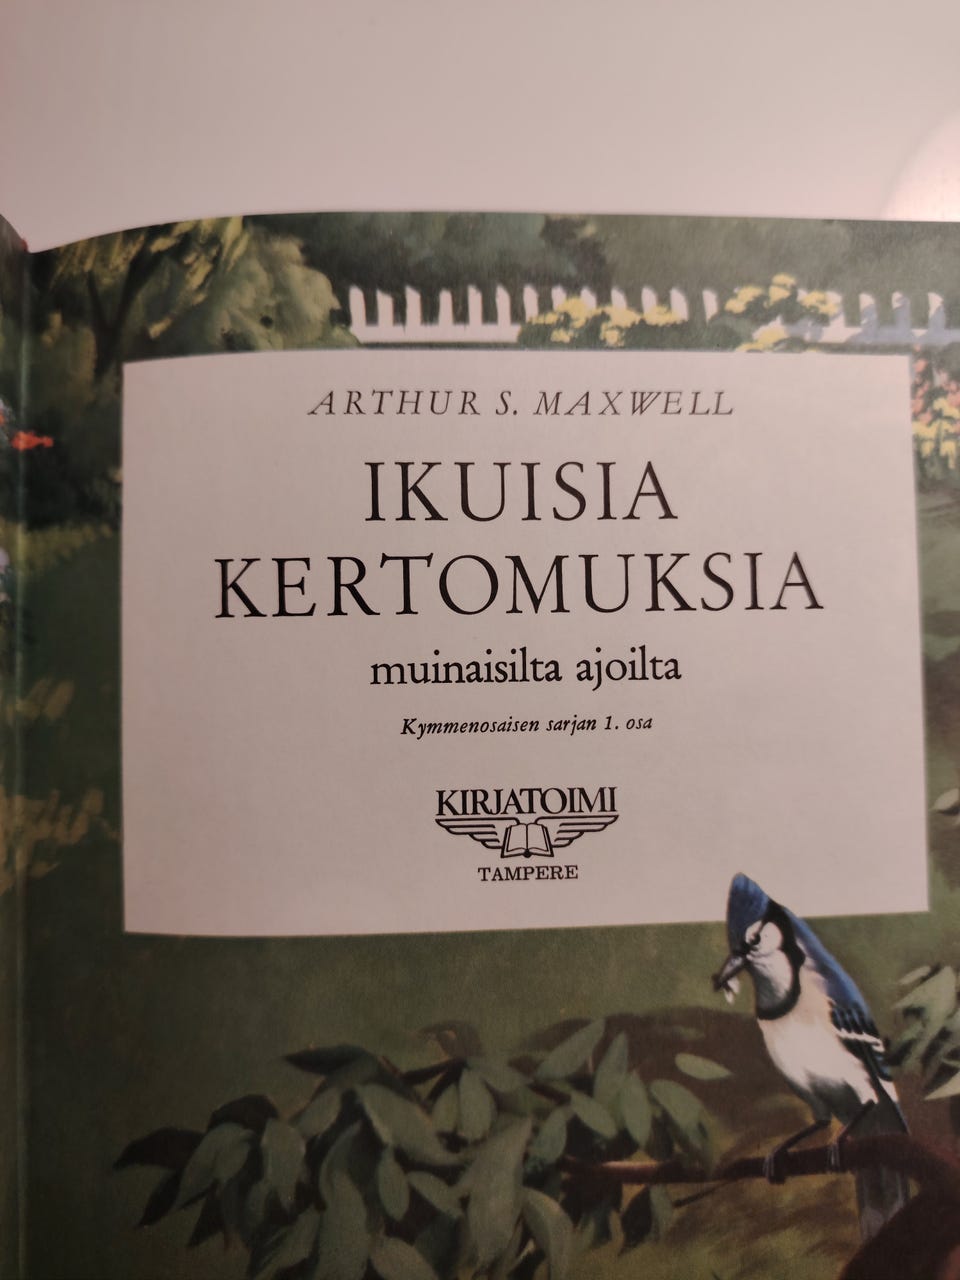 ARTHUR S. MAXWELL
IKUISIA
KERTOMUKSIA
muinaisilta ajoilta
Kymmenosaisen sarjan 1. osa
KIRJATOIMI
TAMPERE